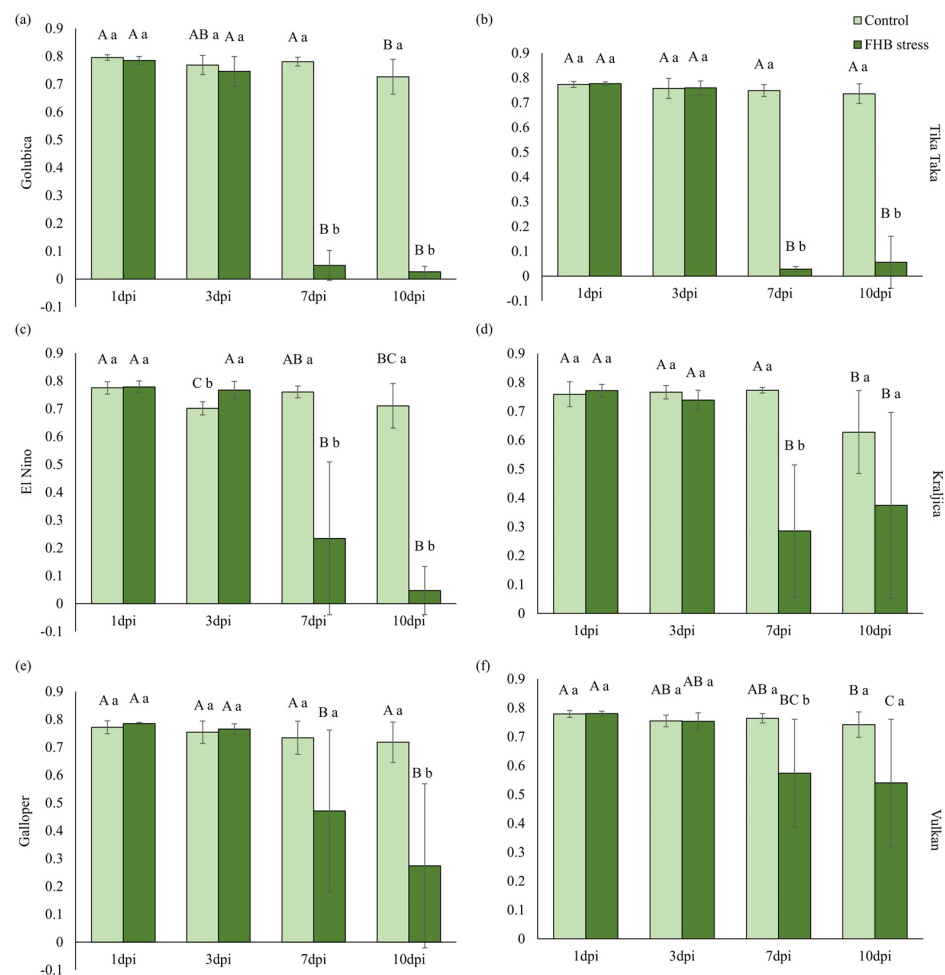 (a)
0.9
0.8
0.7
0.6
0.5
0.4
0.3
0.2
0.1
0
-0.1
Golubica
A a A a
AB a A a
A a B b
B a B b
1dpi 3dpi 7dpi 10dpi
(b)
Control
FHB stress
0.9
0.8
0.7
0.6
0.5
0.4
0.3
0.2
0.1
0
-0.1
A a A a
A a A a
A a B b
A a B b
1dpi 3dpi 7dpi 10dpi
Tika Taka
(c)
0.9
0.8
0.7
0.6
0.5
0.4
0.3
0.2
0.1
0
-0.1
El Nino
A a A a
C b A a
AB a B b
BC a B b
1dpi 3dpi 7dpi 10dpi
(d)
0.9
0.8
0.7
0.6
0.5
0.4
0.3
0.2
0.1
0
A a A a
A a A a
A a B b
B a B a
1dpi 3dpi 7dpi 10dpi
Kraljica
(e)
0.9
0.8
0.7
0.6
0.5
0.4
0.3
0.2
0.1
0
-0.1
Galloper
A a A a
A a A a
A a B a
A a B b
1dpi 3dpi 7dpi 10dpi
(f)
0.9
0.8
0.7
0.6
0.5
0.4
0.3
0.2
0.1
0
A a A a
AB a AB a
AB a BC b
B a C a
1dpi 3dpi 7dpi 10dpi
Vulkan